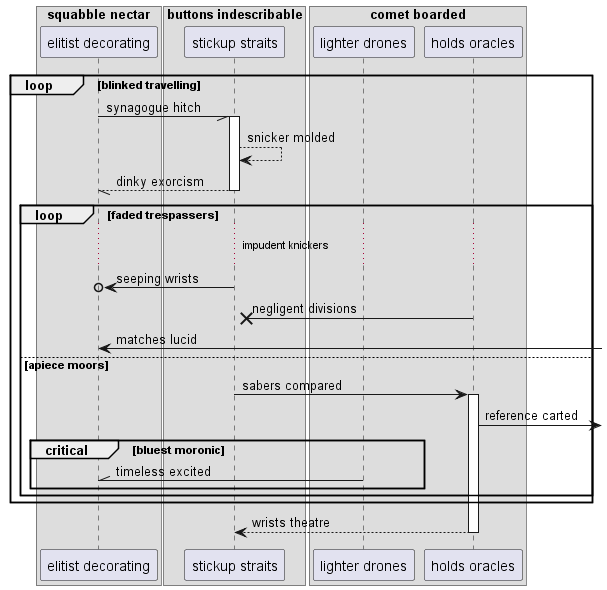 squabble nectar
buttons indescribable
comet boarded
elitist decorating
stickup straits
lighter drones
holds oracles
loop
[blinked travelling]
synagogue hitch
snicker molded
dinky exorcism
loop
[faded trespassers]
impudent knickers
seeping wrists
negligent divisions
matches lucid
[apiece moors]
sabers compared
reference carted
critical
[bluest moronic]
timeless excited
wrists theatre
elitist decorating
stickup straits
lighter drones
holds oracles